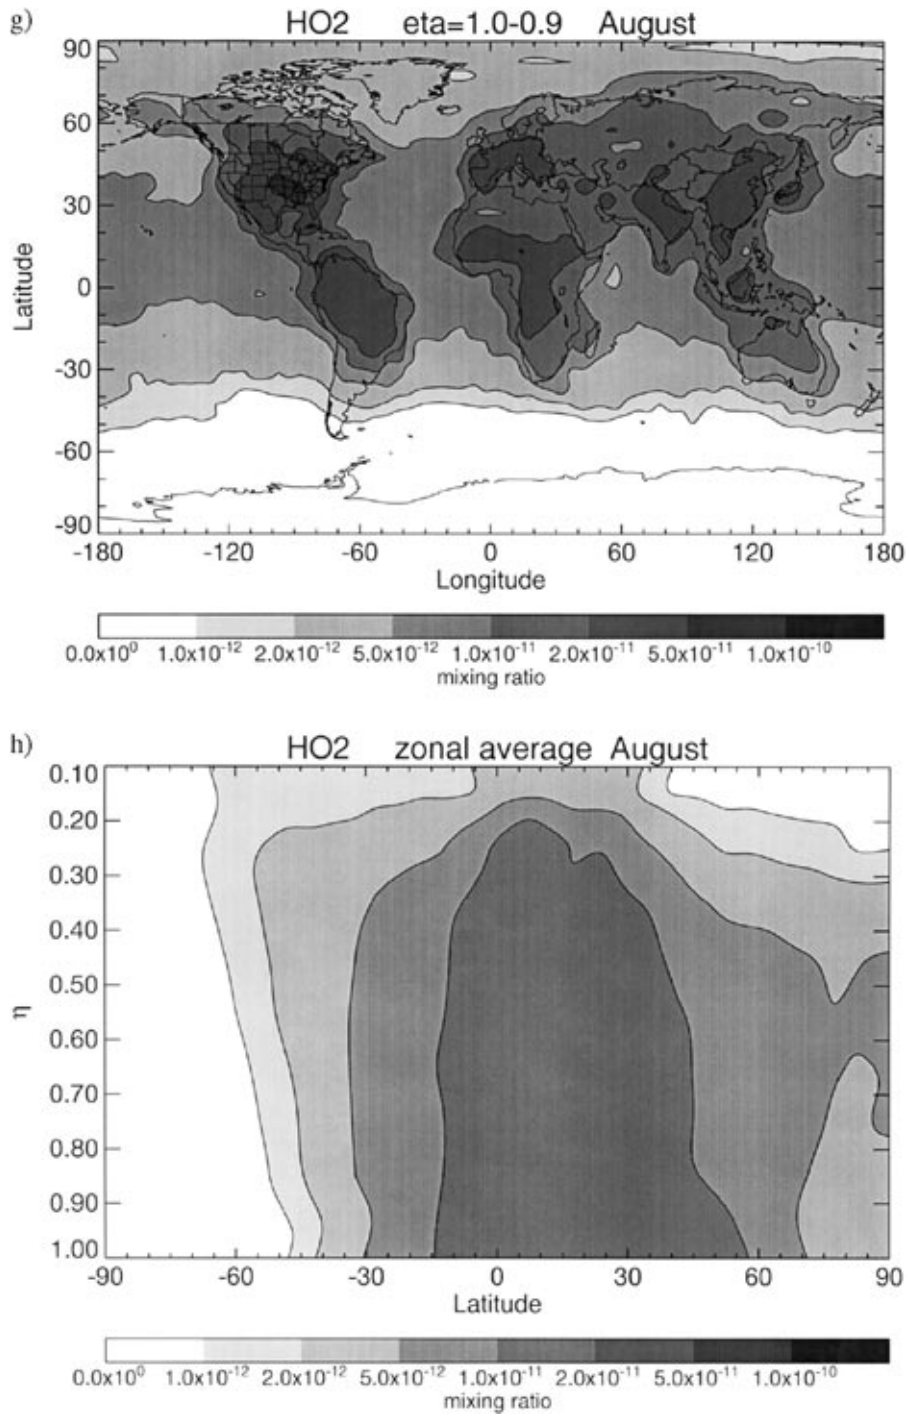 g)
HO2 eta=1.0-0.9 August
90
60
30
0
-30
-60
-90
Latitude
-180 -120 -60 0 60 120 180
Longitude
0.0x10⁰ 1.0x10⁻¹² 2.0x10⁻¹² 5.0x10⁻¹² 1.0x10⁻¹¹ 2.0x10⁻¹¹ 5.0x10⁻¹¹ 1.0x10⁻¹⁰
mixing ratio
h)
HO2 zonal average August
0.10
0.20
0.30
0.40
0.50
0.60
0.70
0.80
0.90
1.00
η
-90 -60 -30 0 30 60 90
Latitude
0.0x10⁰ 1.0x10⁻¹² 2.0x10⁻¹² 5.0x10⁻¹² 1.0x10⁻¹¹ 2.0x10⁻¹¹ 5.0x10⁻¹¹ 1.0x10⁻¹⁰
mixing ratio